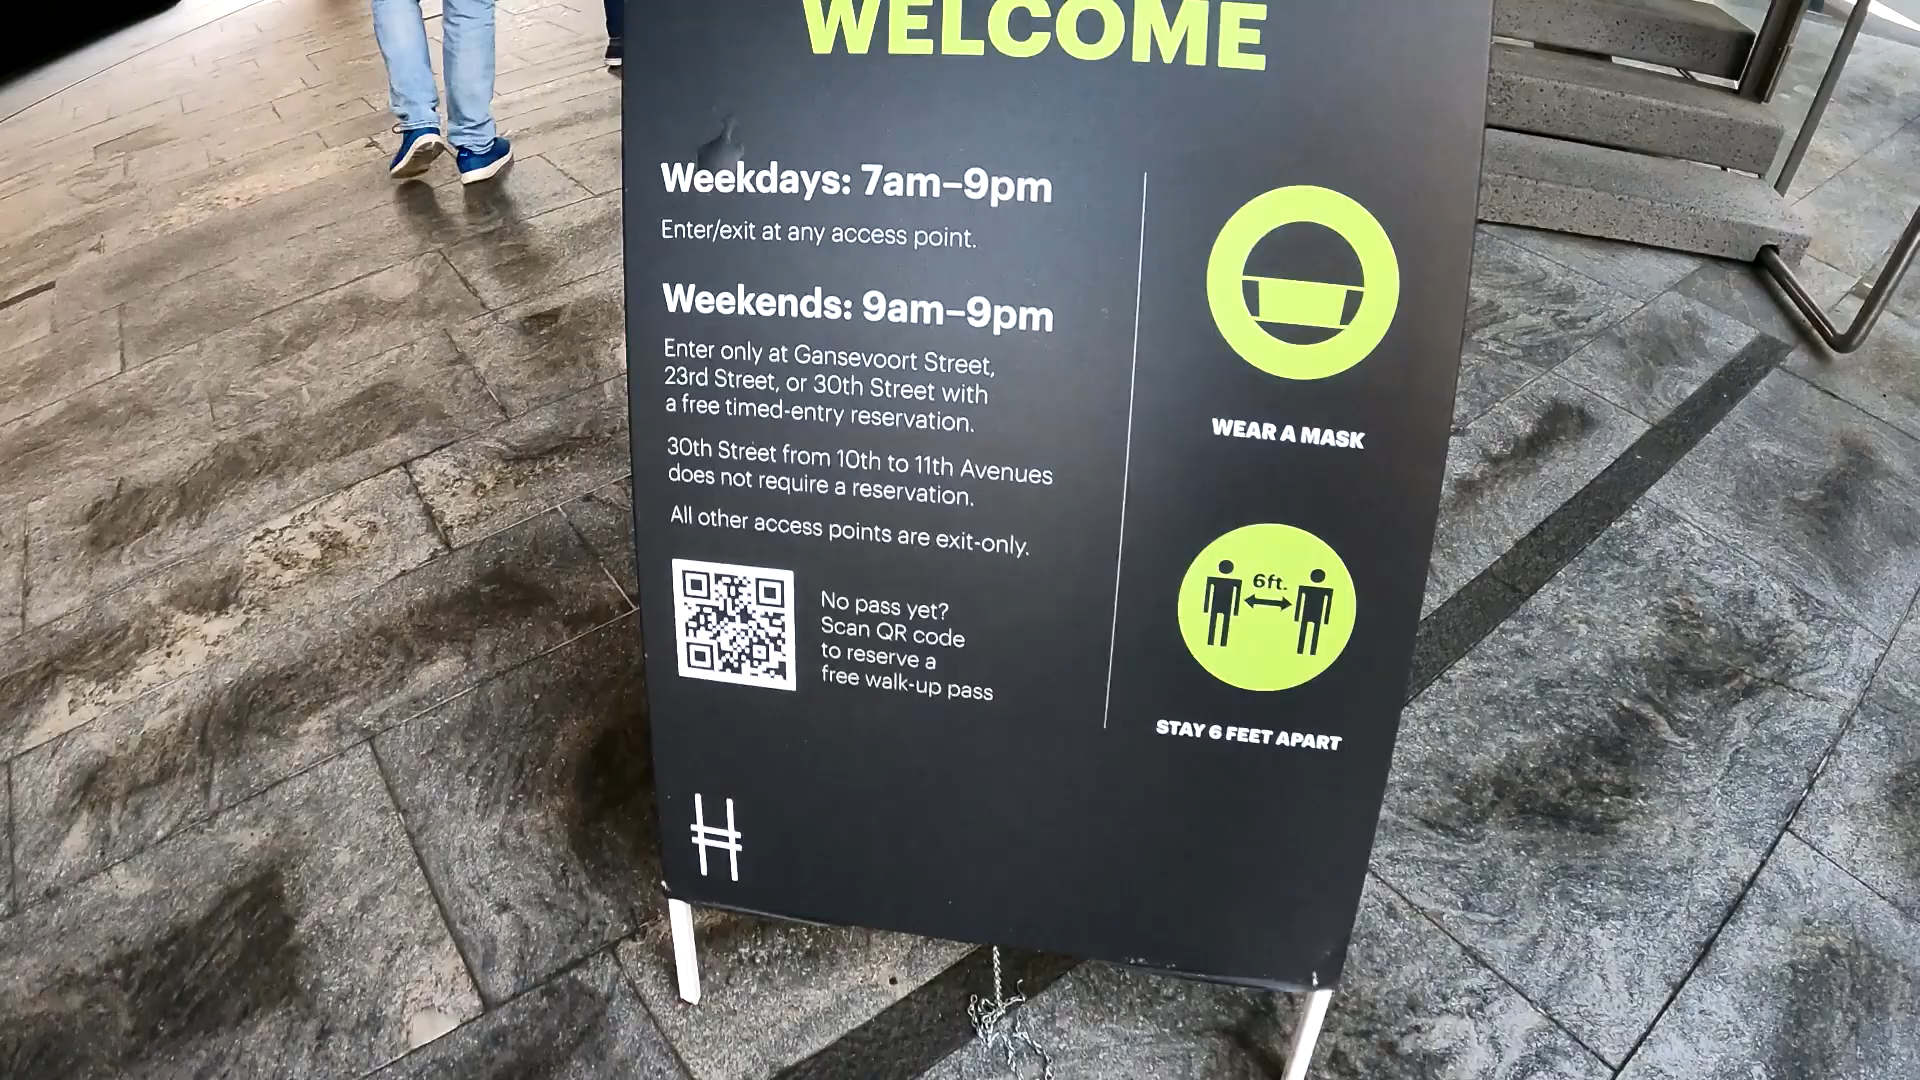 WELCOME
Weekdays: 7am–9pm
Enter/exit at any access point.
Weekends: 9am–9pm
Enter only at Gansevoort Street,
23rd Street, or 30th Street with
a free timed-entry reservation.
30th Street from 10th to 11th Avenues
does not require a reservation.
All other access points are exit-only.
No pass yet?
Scan QR code
to reserve a
free walk-up pass
WEAR A MASK
6ft.
STAY 6 FEET APART